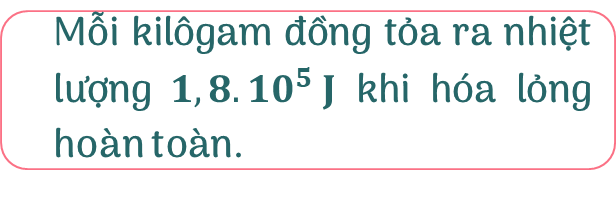 Mỗi kilôgam đồng tỏa ra nhiệt
lượng 1,8.10⁵ J khi hóa lỏng
hoàn toàn.